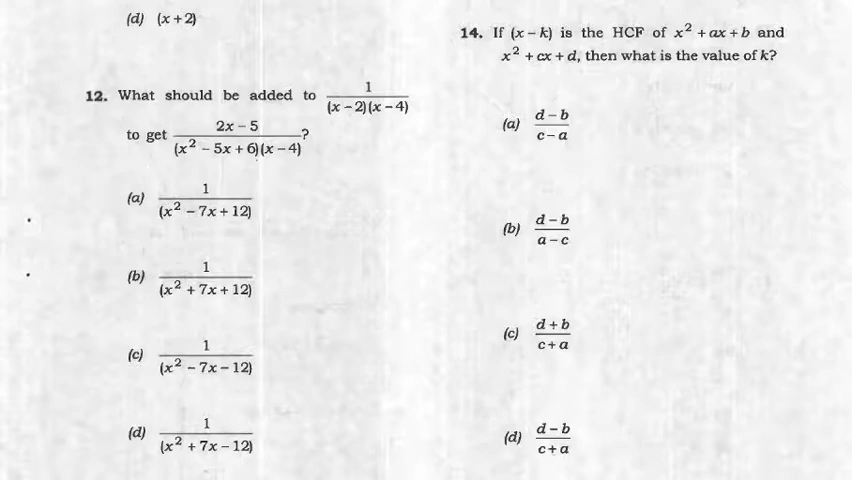 (d) (x + 2)
12. What should be added to 1/((x – 2)(x – 4))
to get (2x – 5)/((x² – 5x + 6)(x – 4))?
(a) 1/(x² – 7x + 12)
(b) 1/(x² + 7x + 12)
(c) 1/(x² – 7x – 12)
(d) 1/(x² + 7x – 12)
14. If (x – k) is the HCF of x² + ax + b and
x² + cx + d, then what is the value of k?
(a) (d – b)/(c – a)
(b) (d – b)/(a – c)
(c) (d + b)/(c + a)
(d) (d – b)/(c + a)